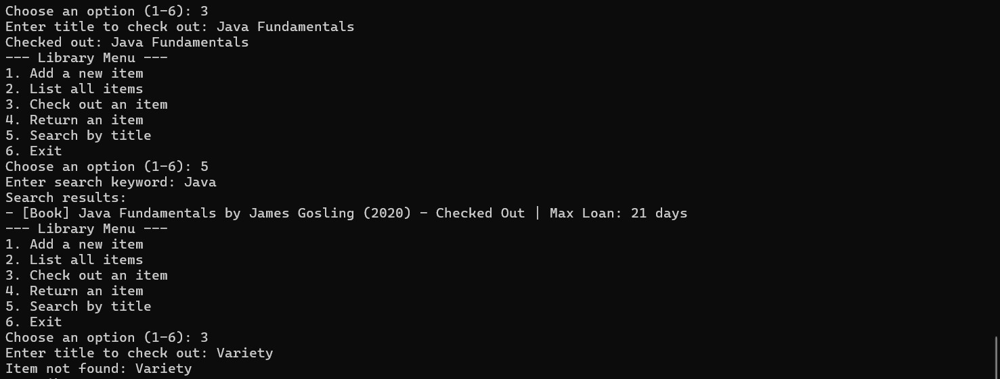 Choose an option (1-6): 3
Enter title to check out: Java Fundamentals
Checked out: Java Fundamentals
--- Library Menu ---
1. Add a new item
2. List all items
3. Check out an item
4. Return an item
5. Search by title
6. Exit
Choose an option (1-6): 5
Enter search keyword: Java
Search results:
- [Book] Java Fundamentals by James Gosling (2020) - Checked Out | Max Loan: 21 days
--- Library Menu ---
1. Add a new item
2. List all items
3. Check out an item
4. Return an item
5. Search by title
6. Exit
Choose an option (1-6): 3
Enter title to check out: Variety
Item not found: Variety